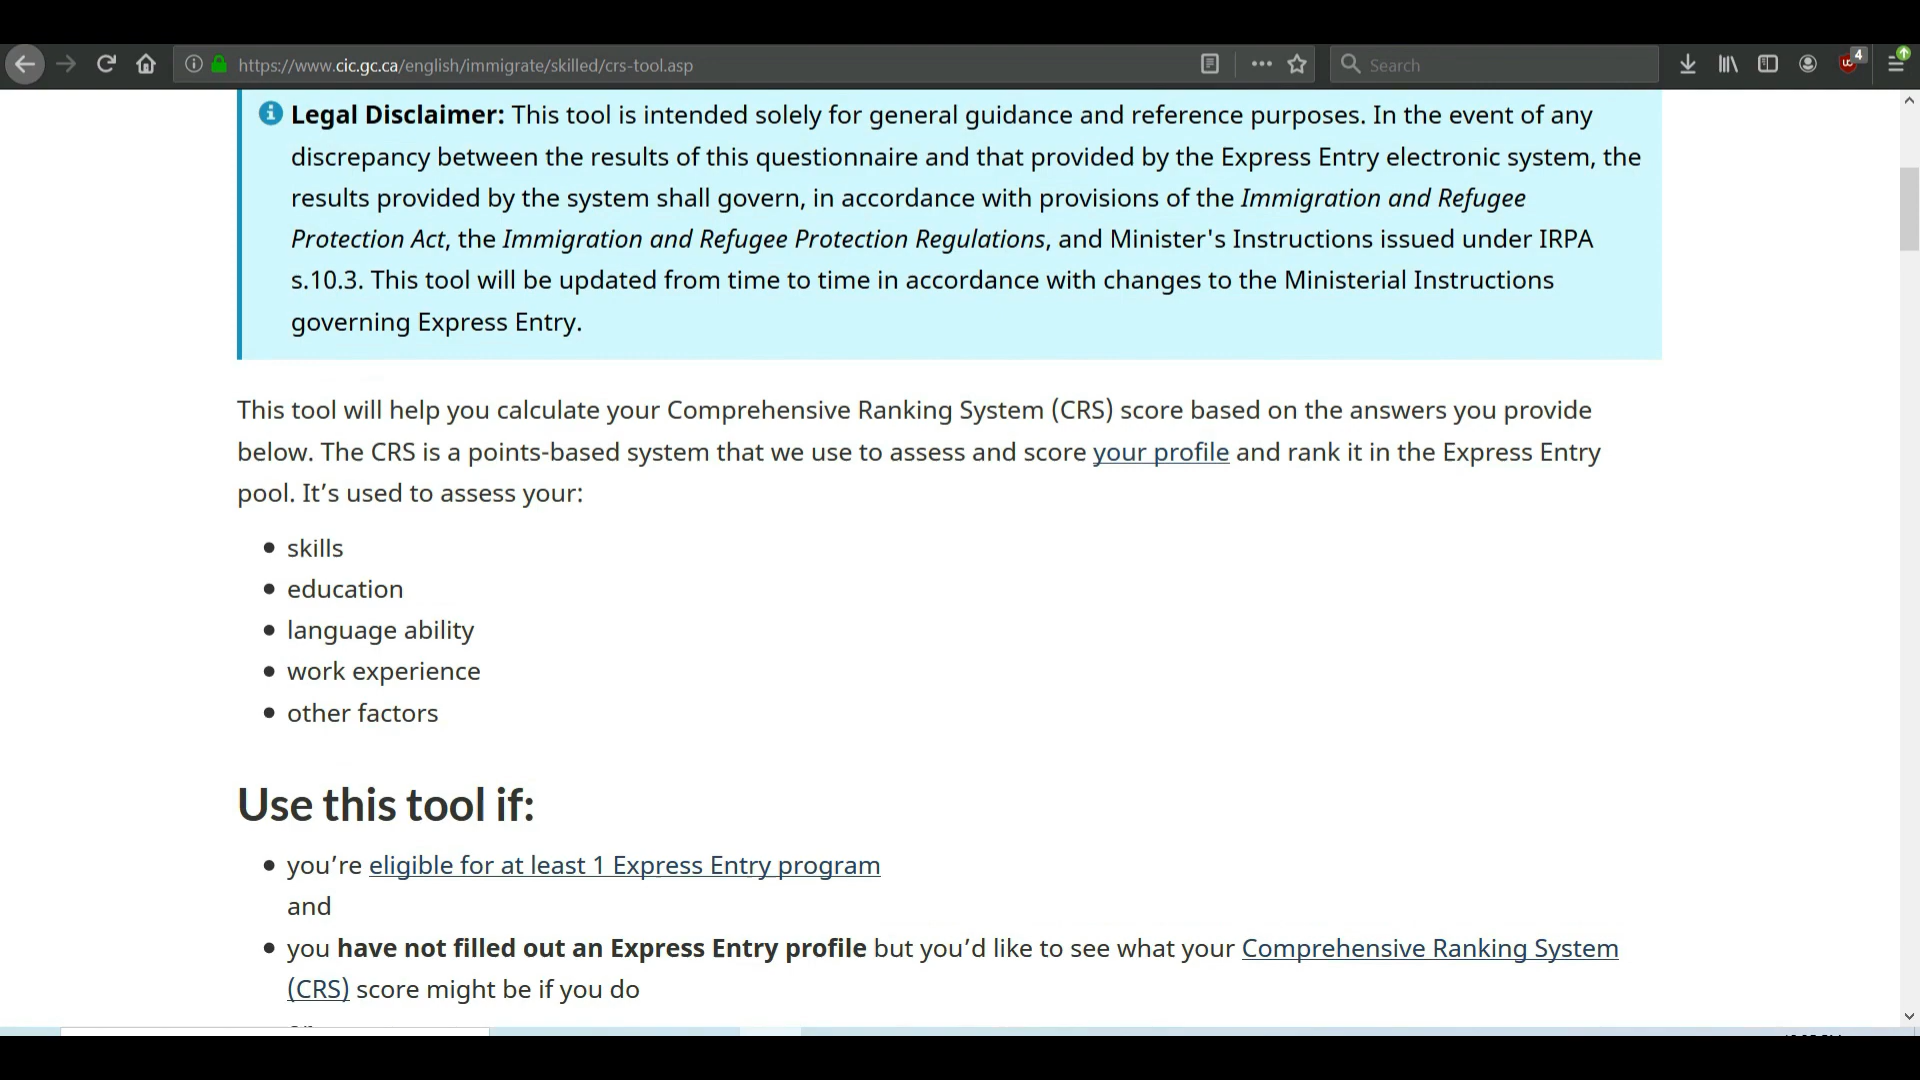 https://www.cic.gc.ca/english/immigrate/skilled/crs-tool.asp
Search
4
Legal Disclaimer: This tool is intended solely for general guidance and reference purposes. In the event of any
discrepancy between the results of this questionnaire and that provided by the Express Entry electronic system, the
results provided by the system shall govern, in accordance with provisions of the Immigration and Refugee
Protection Act, the Immigration and Refugee Protection Regulations, and Minister's Instructions issued under IRPA
s.10.3. This tool will be updated from time to time in accordance with changes to the Ministerial Instructions
governing Express Entry.
This tool will help you calculate your Comprehensive Ranking System (CRS) score based on the answers you provide
below. The CRS is a points-based system that we use to assess and score your profile and rank it in the Express Entry
pool. It’s used to assess your:
• skills
• education
• language ability
• work experience
• other factors
Use this tool if:
• you’re eligible for at least 1 Express Entry program
and
• you have not filled out an Express Entry profile but you’d like to see what your Comprehensive Ranking System
(CRS) score might be if you do